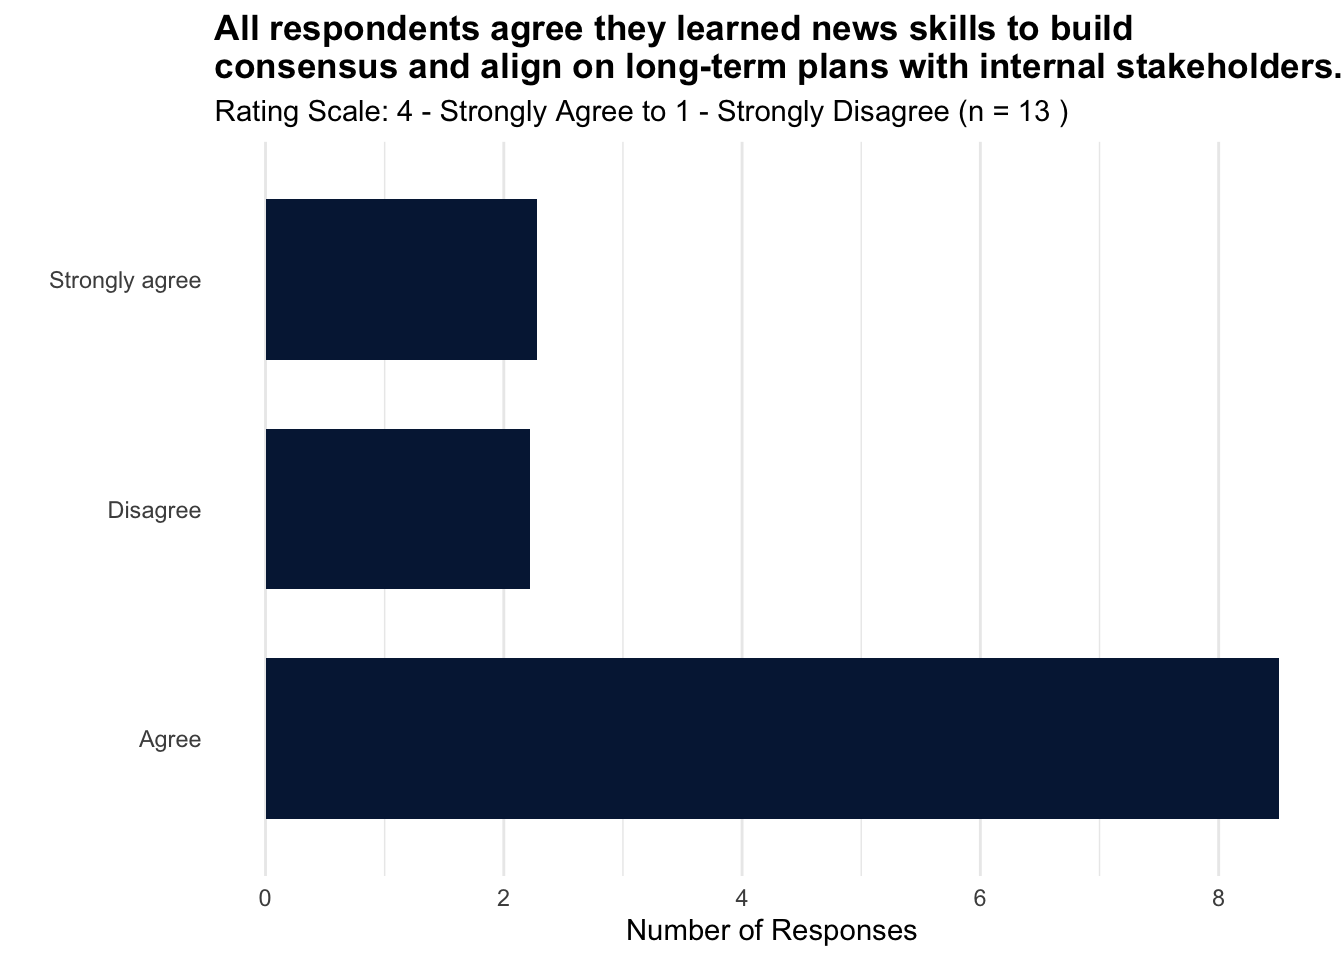 All respondents agree they learned news skills to build
consensus and align on long-term plans with internal stakeholders.
Rating Scale: 4 - Strongly Agree to 1 - Strongly Disagree (n = 13 )
Strongly agree
Disagree
Agree
0 2 4 6 8
Number of Responses